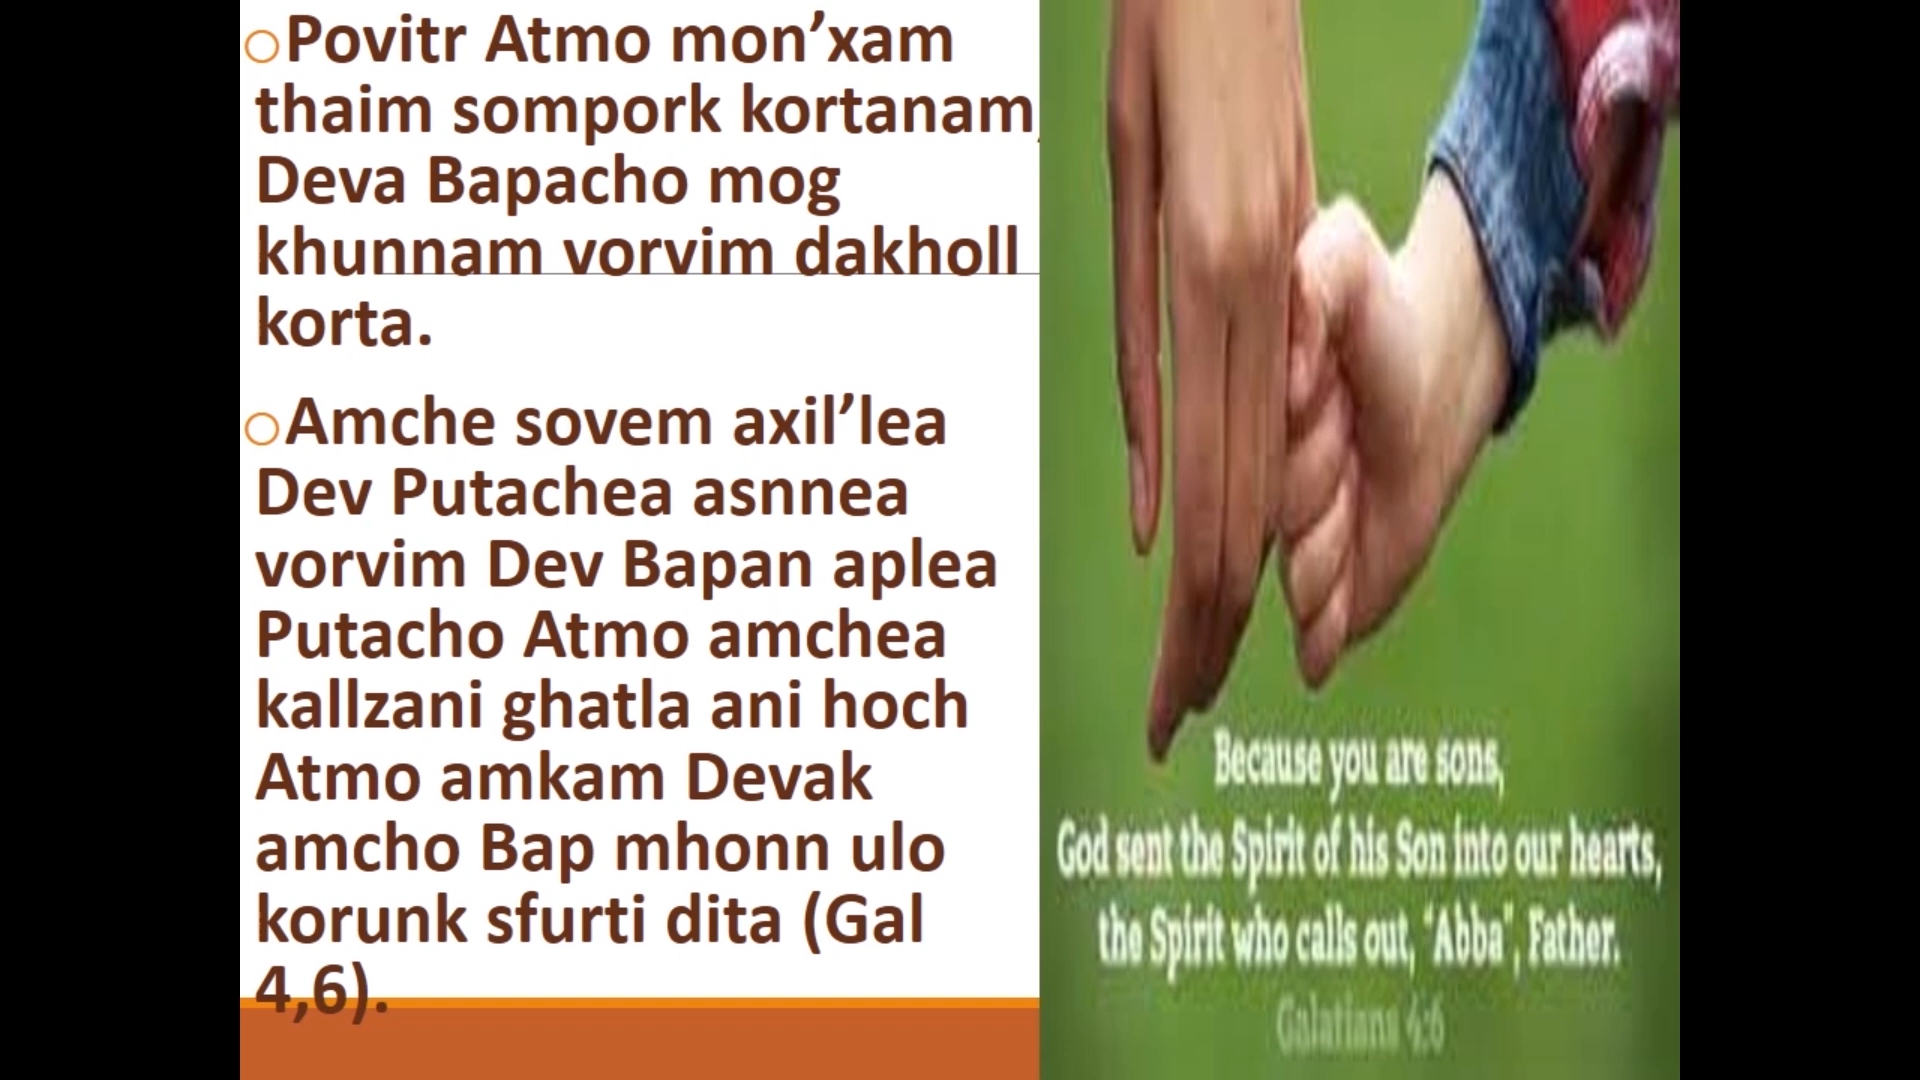 Povitr Atmo mon’xam
thaim sompork kortanam,
Deva Bapacho mog
khunnam vorvim dakholl
korta.
Amche sovem axil’lea
Dev Putachea asnnea
vorvim Dev Bapan aplea
Putacho Atmo amchea
kallzani ghatla ani hoch
Atmo amkam Devak
amcho Bap mhonn ulo
korunk sfurti dita (Gal
4,6).
Because you are sons,
God sent the Spirit of his Son into our hearts,
the Spirit who calls out, "Abba", Father.
Galatians 4:6